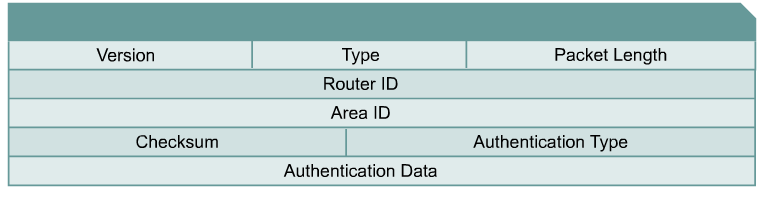 Version Type Packet Length
Router ID
Area ID
Checksum Authentication Type
Authentication Data